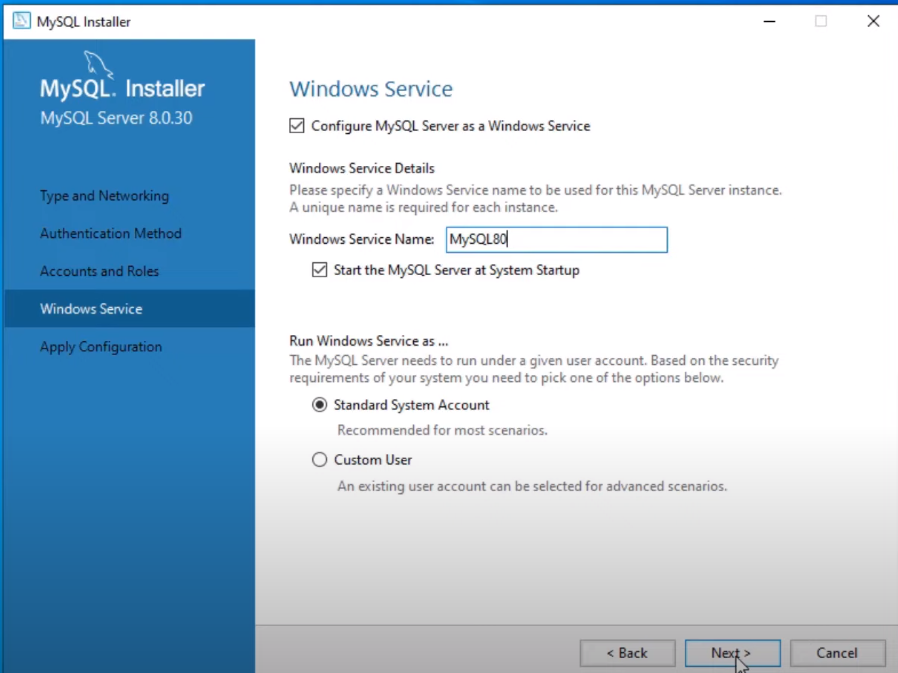 MySQL Installer
MySQL. Installer
MySQL Server 8.0.30
Type and Networking
Authentication Method
Accounts and Roles
Windows Service
Apply Configuration
Windows Service
Configure MySQL Server as a Windows Service
Windows Service Details
Please specify a Windows Service name to be used for this MySQL Server instance.
A unique name is required for each instance.
Windows Service Name: MySQL80
Start the MySQL Server at System Startup
Run Windows Service as ...
The MySQL Server needs to run under a given user account. Based on the security
requirements of your system you need to pick one of the options below.
Standard System Account
Recommended for most scenarios.
Custom User
An existing user account can be selected for advanced scenarios.
< Back Next > Cancel